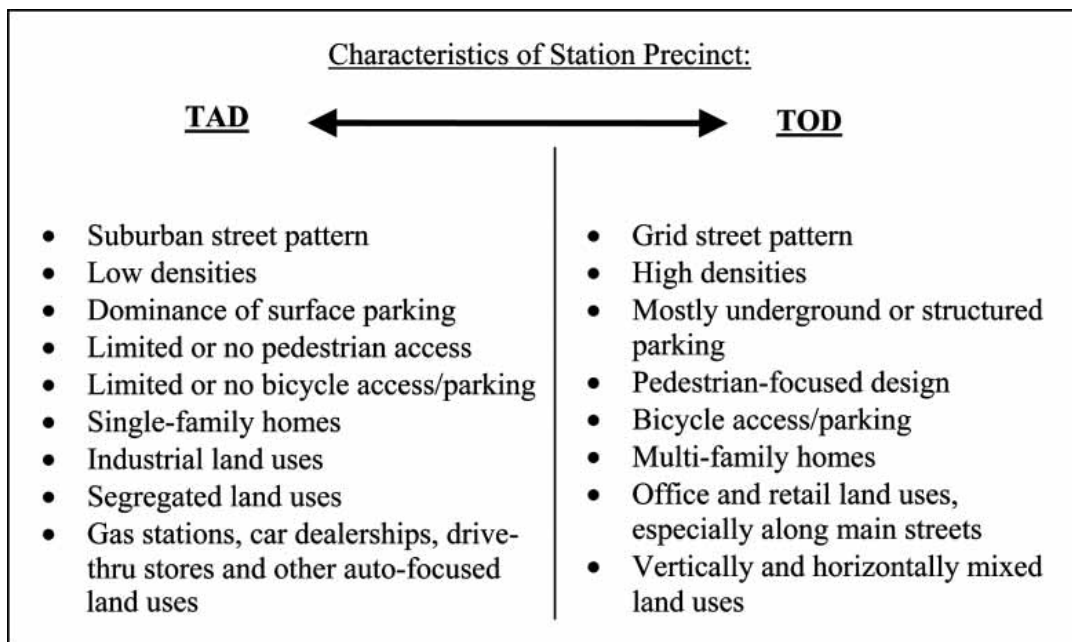 Characteristics of Station Precinct:
TAD
TOD
• Suburban street pattern
• Low densities
• Dominance of surface parking
• Limited or no pedestrian access
• Limited or no bicycle access/parking
• Single-family homes
• Industrial land uses
• Segregated land uses
• Gas stations, car dealerships, drive-
thru stores and other auto-focused
land uses
• Grid street pattern
• High densities
• Mostly underground or structured
parking
• Pedestrian-focused design
• Bicycle access/parking
• Multi-family homes
• Office and retail land uses,
especially along main streets
• Vertically and horizontally mixed
land uses